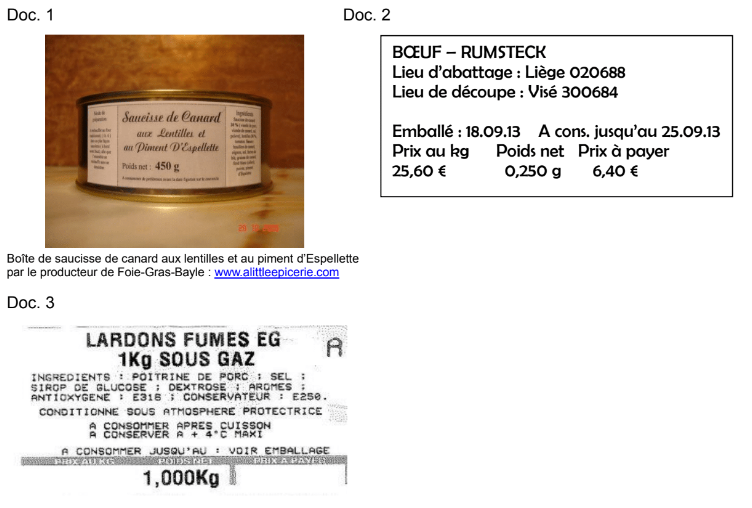 Doc. 1
Doc. 2
Saucisse de Canard
aux Lentilles et
au Piment D'Espellette
Poids net : 450 g
Boîte de saucisse de canard aux lentilles et au piment d'Espellette
par le producteur de Foie-Gras-Bayle : www.alittleepicerie.com
BŒUF – RUMSTECK
Lieu d'abattage : Liège 020688
Lieu de découpe : Visé 300684
Emballé : 18.09.13 A cons. jusqu'au 25.09.13
Prix au kg Poids net Prix à payer
25,60 € 0,250 g 6,40 €
Doc. 3
LARDONS FUMES EG
A
1Kg SOUS GAZ
INGREDIENTS : POITRINE DE PORC ; SEL ;
SIROP DE GLUCOSE ; DEXTROSE ; AROMES ;
ANTIOXYGENE : E316 ; CONSERVATEUR : E250.
CONDITIONNE SOUS ATMOSPHERE PROTECTRICE
A CONSOMMER APRES CUISSON
A CONSERVER A + 4°C MAXI
A CONSOMMER JUSQU'AU : VOIR EMBALLAGE
PRIX AU KG POIDS NET PRIX A PAYER
1,000Kg